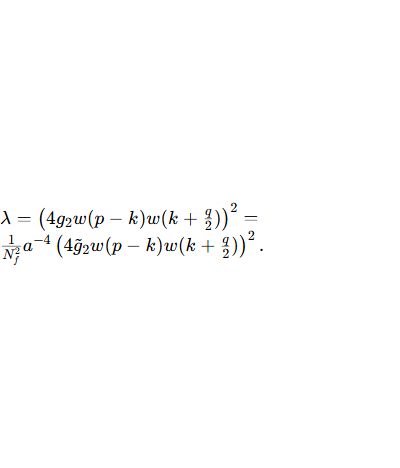 λ = (4g₂w(p − k)w(k + q/2))² =
1/N_f² a⁻⁴ (4g̃₂w(p − k)w(k + q/2))² .